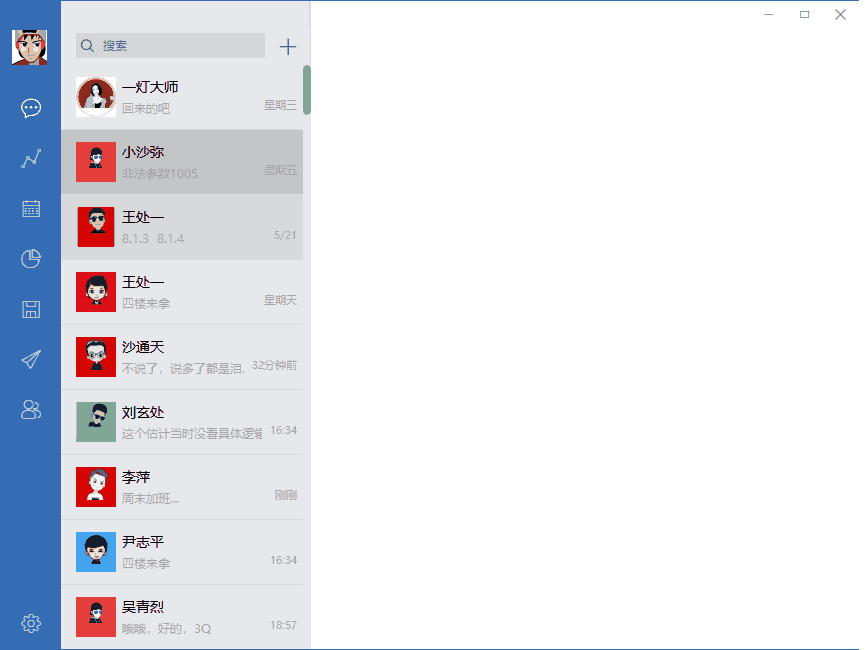 搜索
一灯大师
回来的吧
星期三
小沙弥
非法参数1005
星期五
王处一
8.1.3 8.1.4
5/21
王处一
四楼来拿
星期天
沙通天
不说了，说多了都是泪.
32分钟前
刘玄处
这个估计当时没看具体逻辑
16:34
李萍
周末加班...
刚刚
尹志平
四楼来拿
16:34
吴青烈
哦哦，好的，3Q
18:57